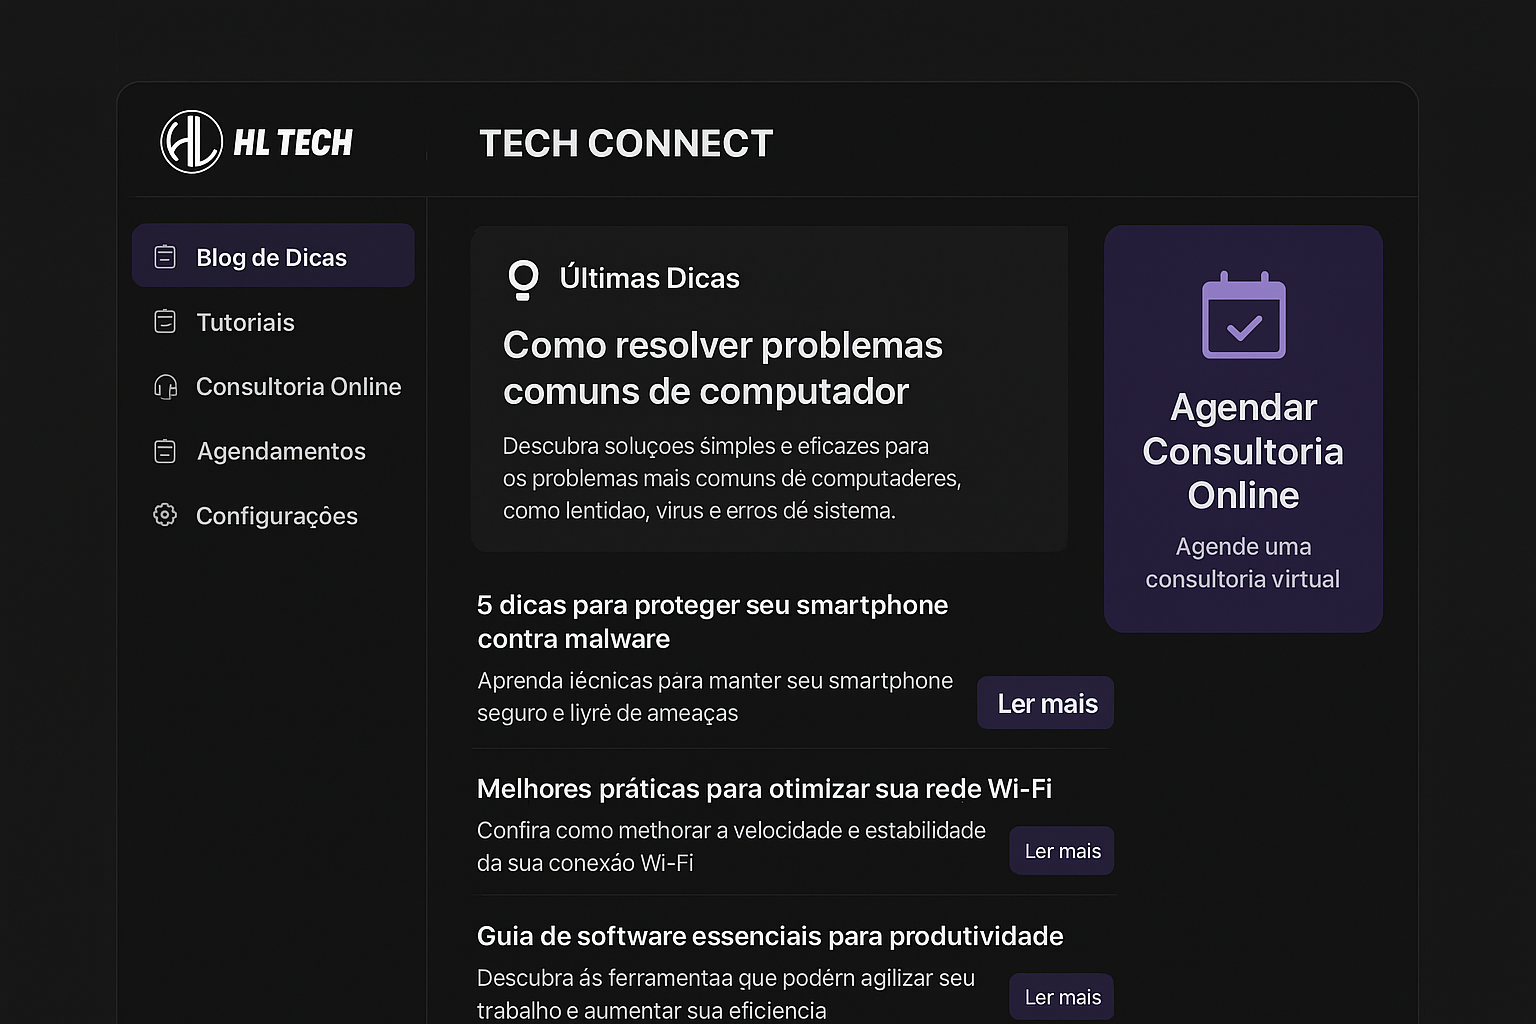 HL TECH
TECH CONNECT
Blog de Dicas
Tutoriais
Consultoria Online
Agendamentos
Configurações
Últimas Dicas
Como resolver problemas
comuns de computador
Descubra soluçoes śimples e eficazes para
os problemas mais comuns dė computaderes,
como lentidao, virus e erros dé sistema.
Agendar
Consultoria
Online
Agende uma
consultoria virtual
5 dicas para proteger seu smartphone
contra malware
Aprenda iécnicas pàra manter seu smartphone
seguro e liyrė de ameaças
Ler mais
Melhores práticas para otimizar sua rede Wi-Fi
Confira como methorar a velocidade e estabilidade
da sua conexáo Wi-Fi
Ler mais
Guia de software essenciais para produtividade
Descubra ás ferramentaa que podérn agilizar seu
trabalho e aumentar sua eficiencia
Ler mais